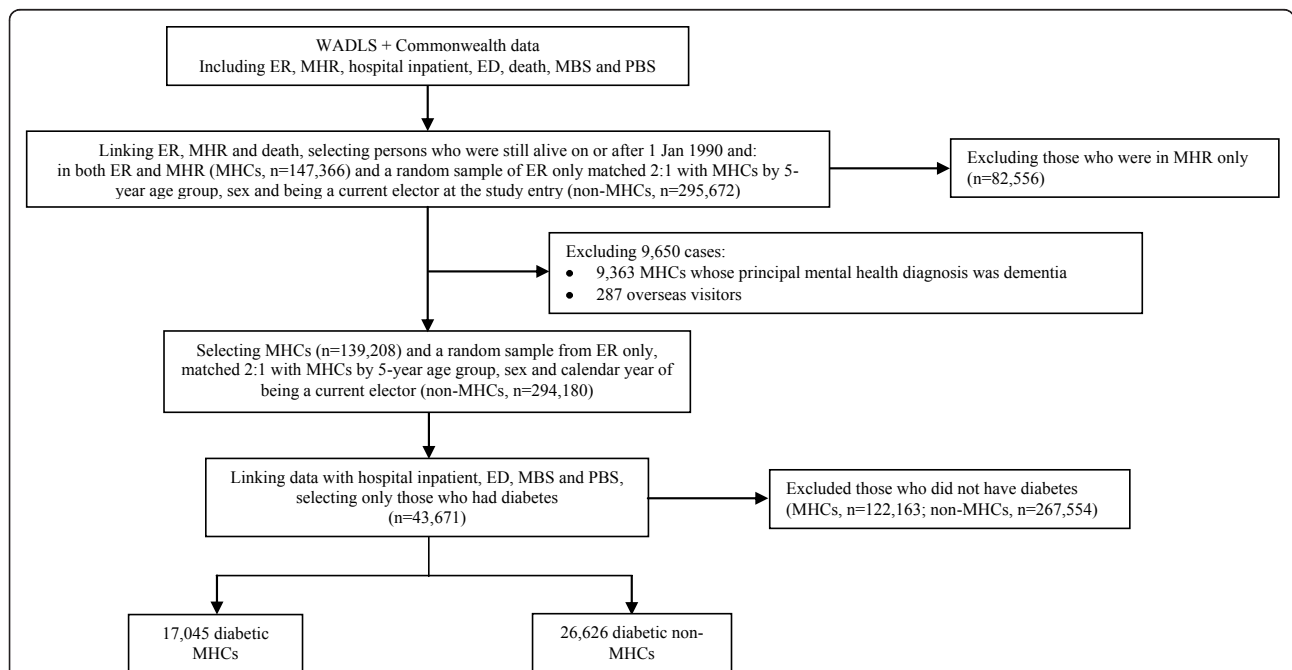 WADLS + Commonwealth data
Including ER, MHR, hospital inpatient, ED, death, MBS and PBS
Linking ER, MHR and death, selecting persons who were still alive on or after 1 Jan 1990 and:
in both ER and MHR (MHCs, n=147,366) and a random sample of ER only matched 2:1 with MHCs by 5-
year age group, sex and being a current elector at the study entry (non-MHCs, n=295,672)
Excluding those who were in MHR only
(n=82,556)
Excluding 9,650 cases:
• 9,363 MHCs whose principal mental health diagnosis was dementia
• 287 overseas visitors
Selecting MHCs (n=139,208) and a random sample from ER only,
matched 2:1 with MHCs by 5-year age group, sex and calendar year of
being a current elector (non-MHCs, n=294,180)
Linking data with hospital inpatient, ED, MBS and PBS,
selecting only those who had diabetes
(n=43,671)
Excluded those who did not have diabetes
(MHCs, n=122,163; non-MHCs, n=267,554)
17,045 diabetic
MHCs
26,626 diabetic non-
MHCs